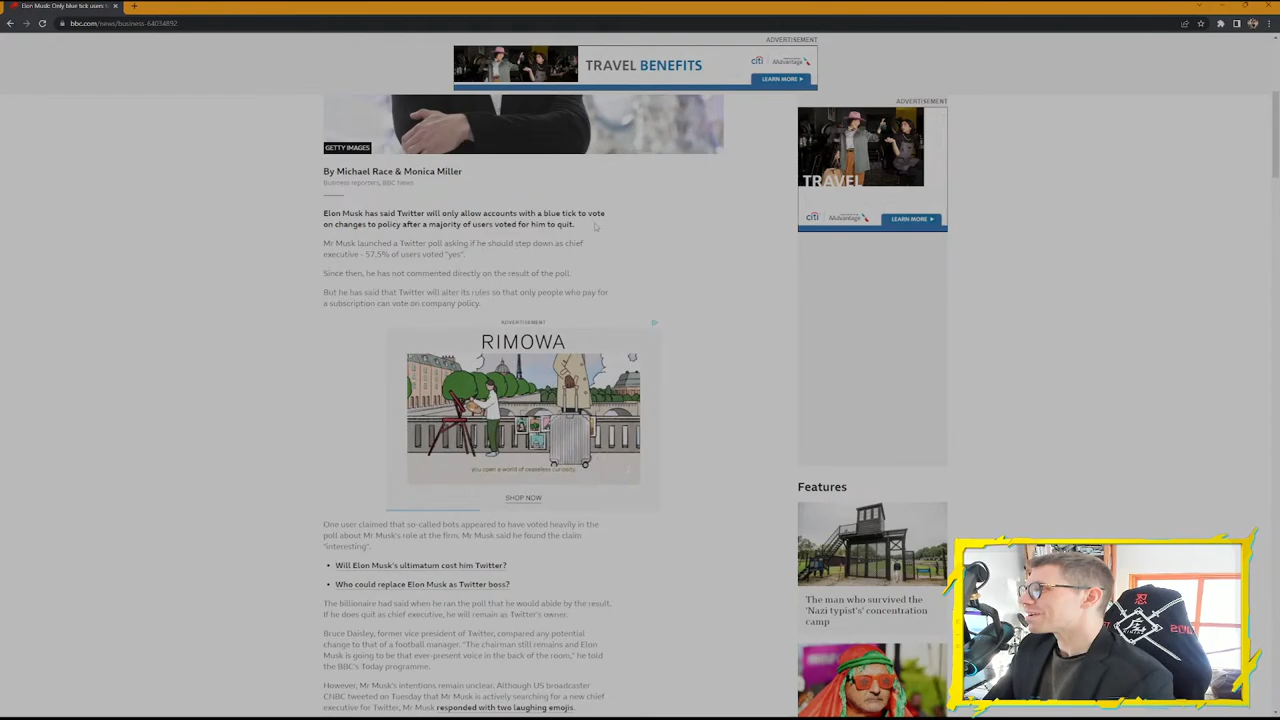 Elon Musk: Only blue tick users
bbc.com/news/business-64034892
ADVERTISEMENT
TRAVEL BENEFITS
citi
AAdvantage
LEARN MORE
GETTY IMAGES
By Michael Race & Monica Miller
Business reporters, BBC News
Elon Musk has said Twitter will only allow accounts with a blue tick to vote
on changes to policy after a majority of users voted for him to quit.
Mr Musk launched a Twitter poll asking if he should step down as chief
executive - 57.5% of users voted "yes".
Since then, he has not commented directly on the result of the poll.
But he has said that Twitter will alter its rules so that only people who pay for
a subscription can vote on company policy.
ADVERTISEMENT
RIMOWA
you open a world of ceaseless curiosity.
SHOP NOW
One user claimed that so-called bots appeared to have voted heavily in the
poll about Mr Musk's role at the firm. Mr Musk said he found the claim
"interesting".
• Will Elon Musk's ultimatum cost him Twitter?
• Who could replace Elon Musk as Twitter boss?
The billionaire had said when he ran the poll that he would abide by the result.
If he does quit as chief executive, he will remain as Twitter's owner.
Bruce Daisley, former vice president of Twitter, compared any potential
change to that of a football manager. "The chairman still remains and Elon
Musk is going to be that ever-present voice in the back of the room," he told
the BBC's Today programme.
However, Mr Musk's intentions remain unclear. Although US broadcaster
CNBC tweeted on Tuesday that Mr Musk is actively searching for a new chief
executive for Twitter, Mr Musk responded with two laughing emojis.
ADVERTISEMENT
TRAVEL
citi
AAdvantage
LEARN MORE
Features
The man who survived the
'Nazi typist's' concentration
camp
忍